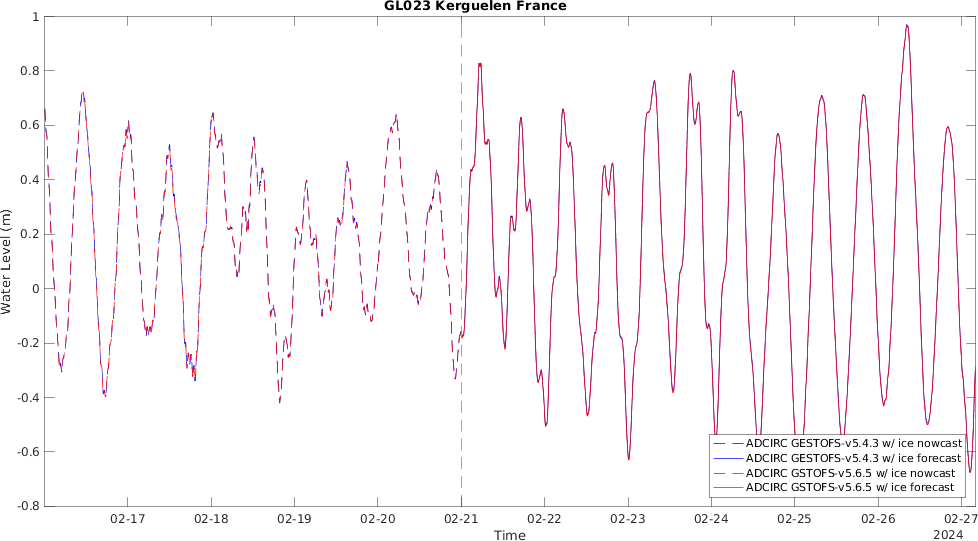 GL023 Kerguelen France
1
0.8
0.6
0.4
0.2
0
-0.2
-0.4
-0.6
-0.8
Water Level (m)
ADCIRC GESTOFS-v5.4.3 w/ ice nowcast
ADCIRC GESTOFS-v5.4.3 w/ ice forecast
ADCIRC GSTOFS-v5.6.5 w/ ice nowcast
ADCIRC GSTOFS-v5.6.5 w/ ice forecast
02-17 02-18 02-19 02-20 02-21 02-22 02-23 02-24 02-25 02-26 02-27
Time
2024